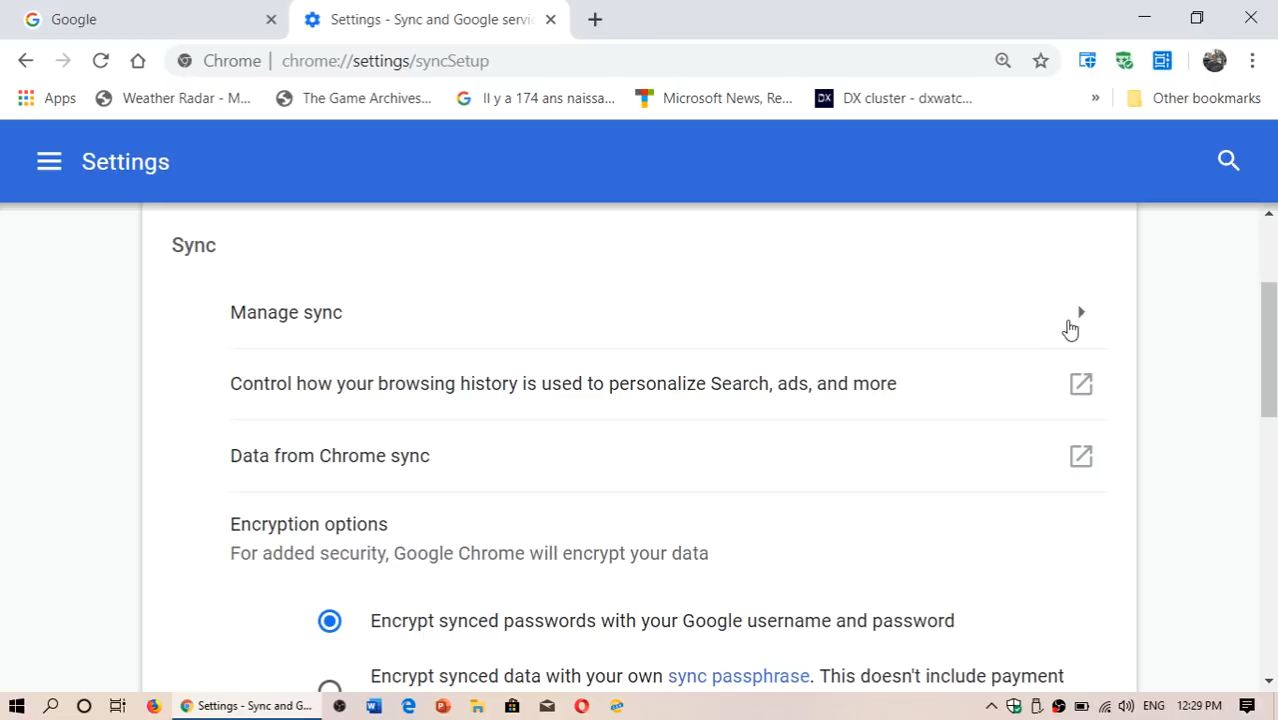 Google
Settings - Sync and Google servic
Chrome | chrome://settings/syncSetup
Apps Weather Radar - M... The Game Archives... Il y a 174 ans naissa... Microsoft News, Re... DX DX cluster - dxwatc... » Other bookmarks
Settings
Sync
Manage sync
Control how your browsing history is used to personalize Search, ads, and more
Data from Chrome sync
Encryption options
For added security, Google Chrome will encrypt your data
Encrypt synced passwords with your Google username and password
Encrypt synced data with your own sync passphrase. This doesn't include payment
Settings - Sync and G... ENG 12:29 PM